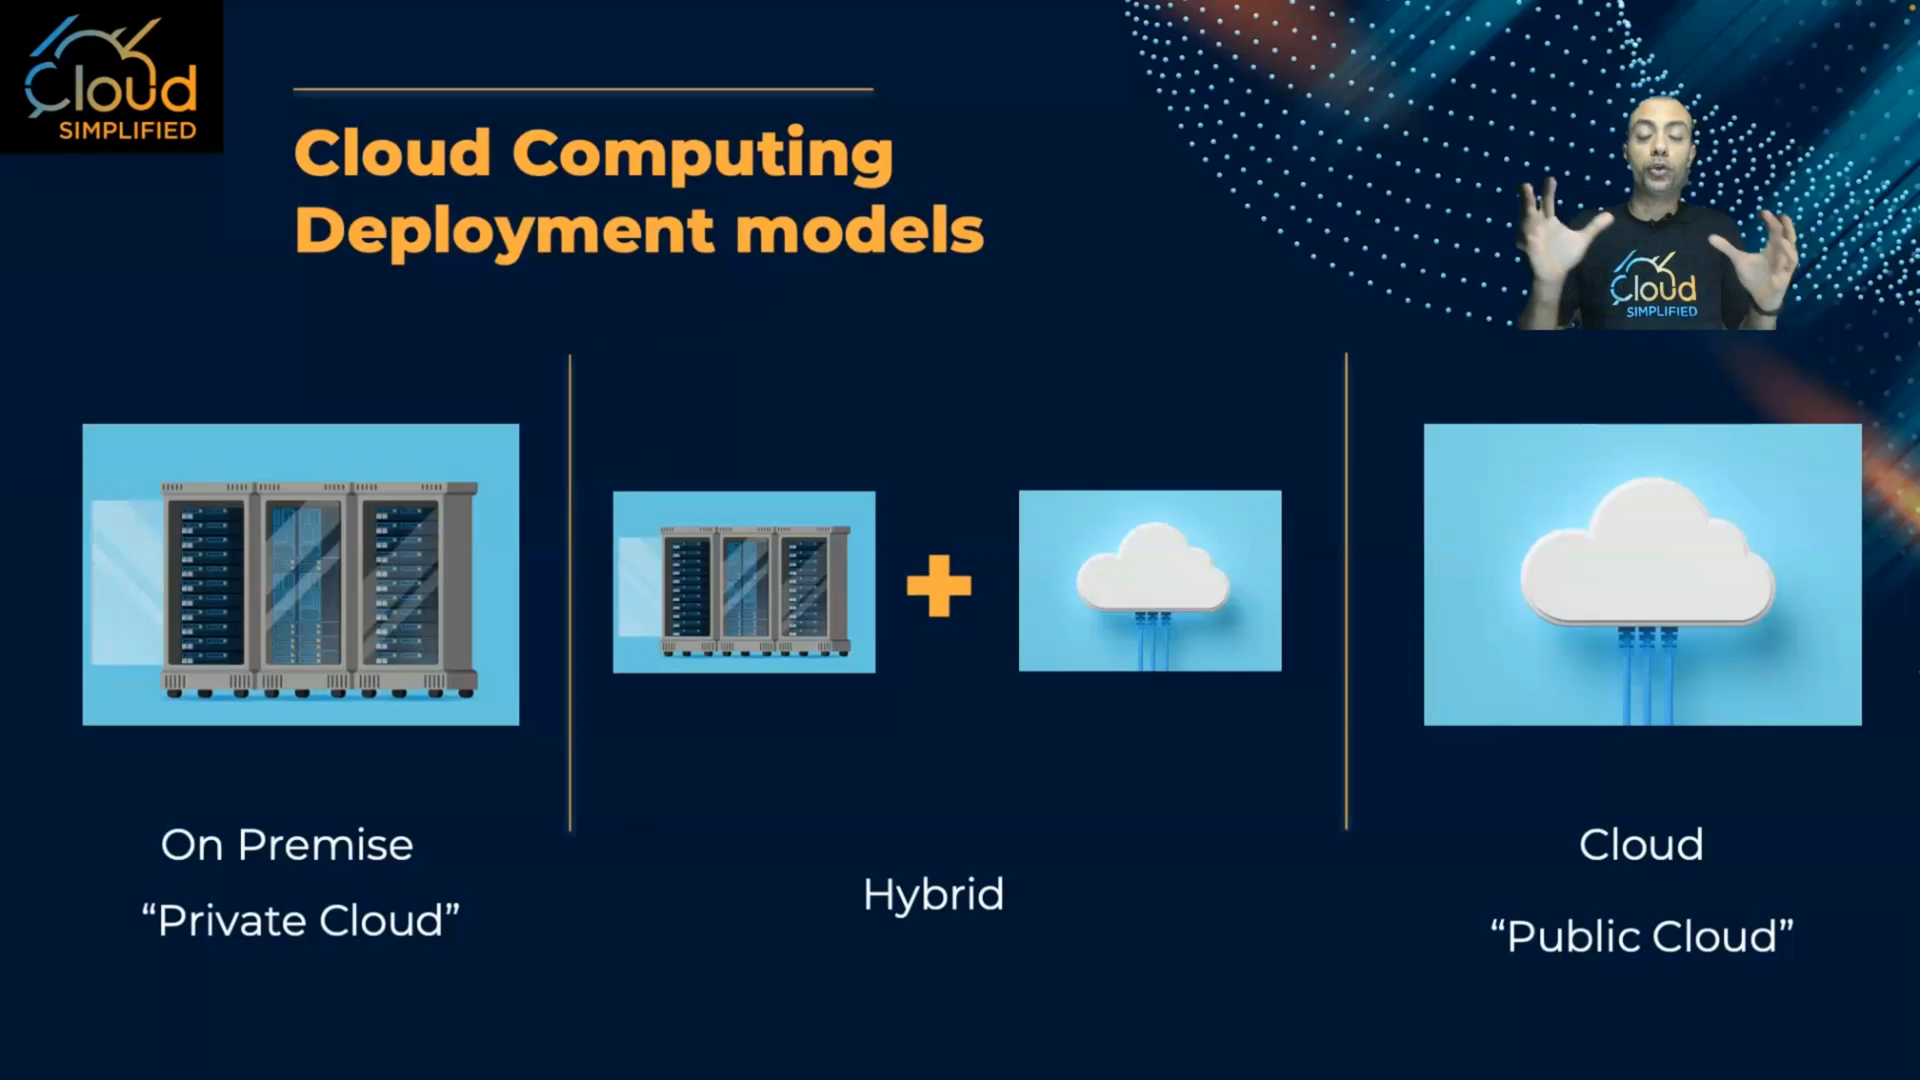 Cloud
SIMPLIFIED
Cloud Computing
Deployment models
Cloud
SIMPLIFIED
On Premise
“Private Cloud”
Hybrid
Cloud
“Public Cloud”